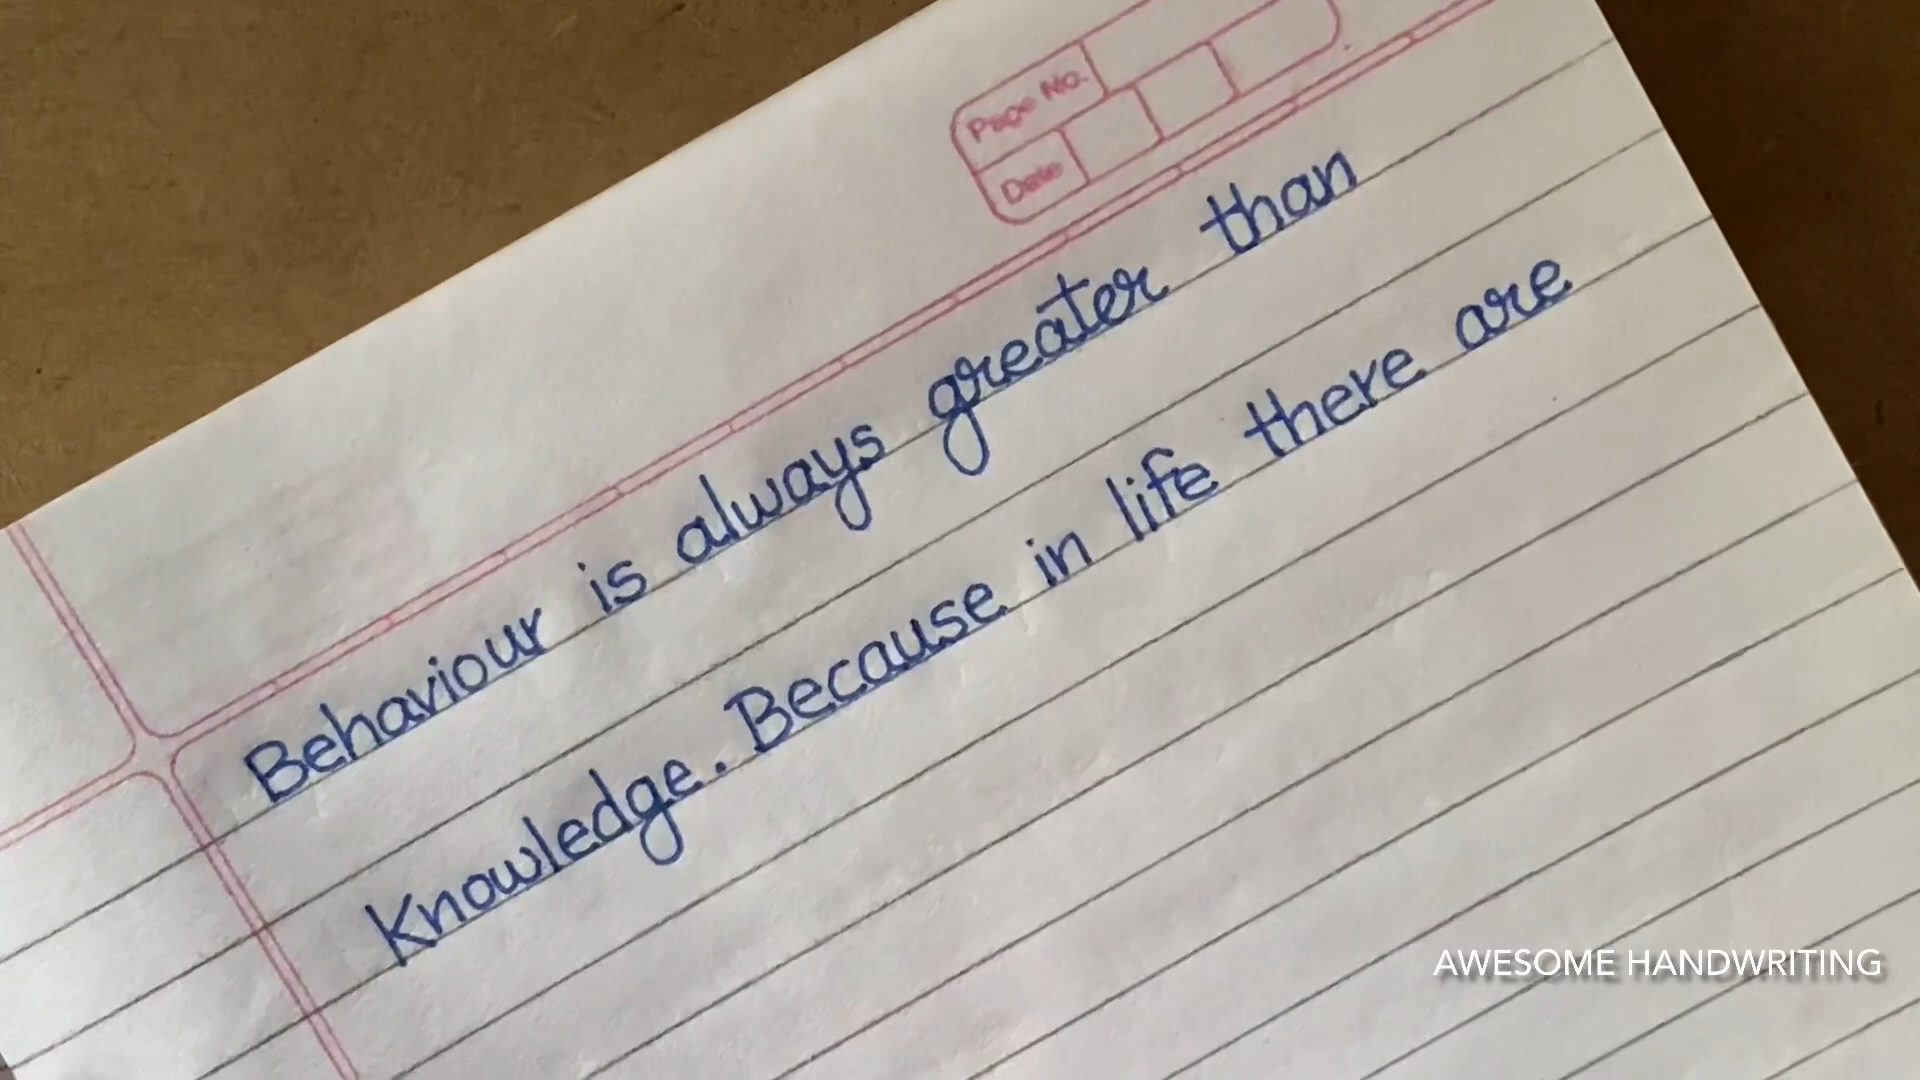 Page No.
Date
Behaviour is always greater than
Knowledge. Because in life there are
AWESOME HANDWRITING